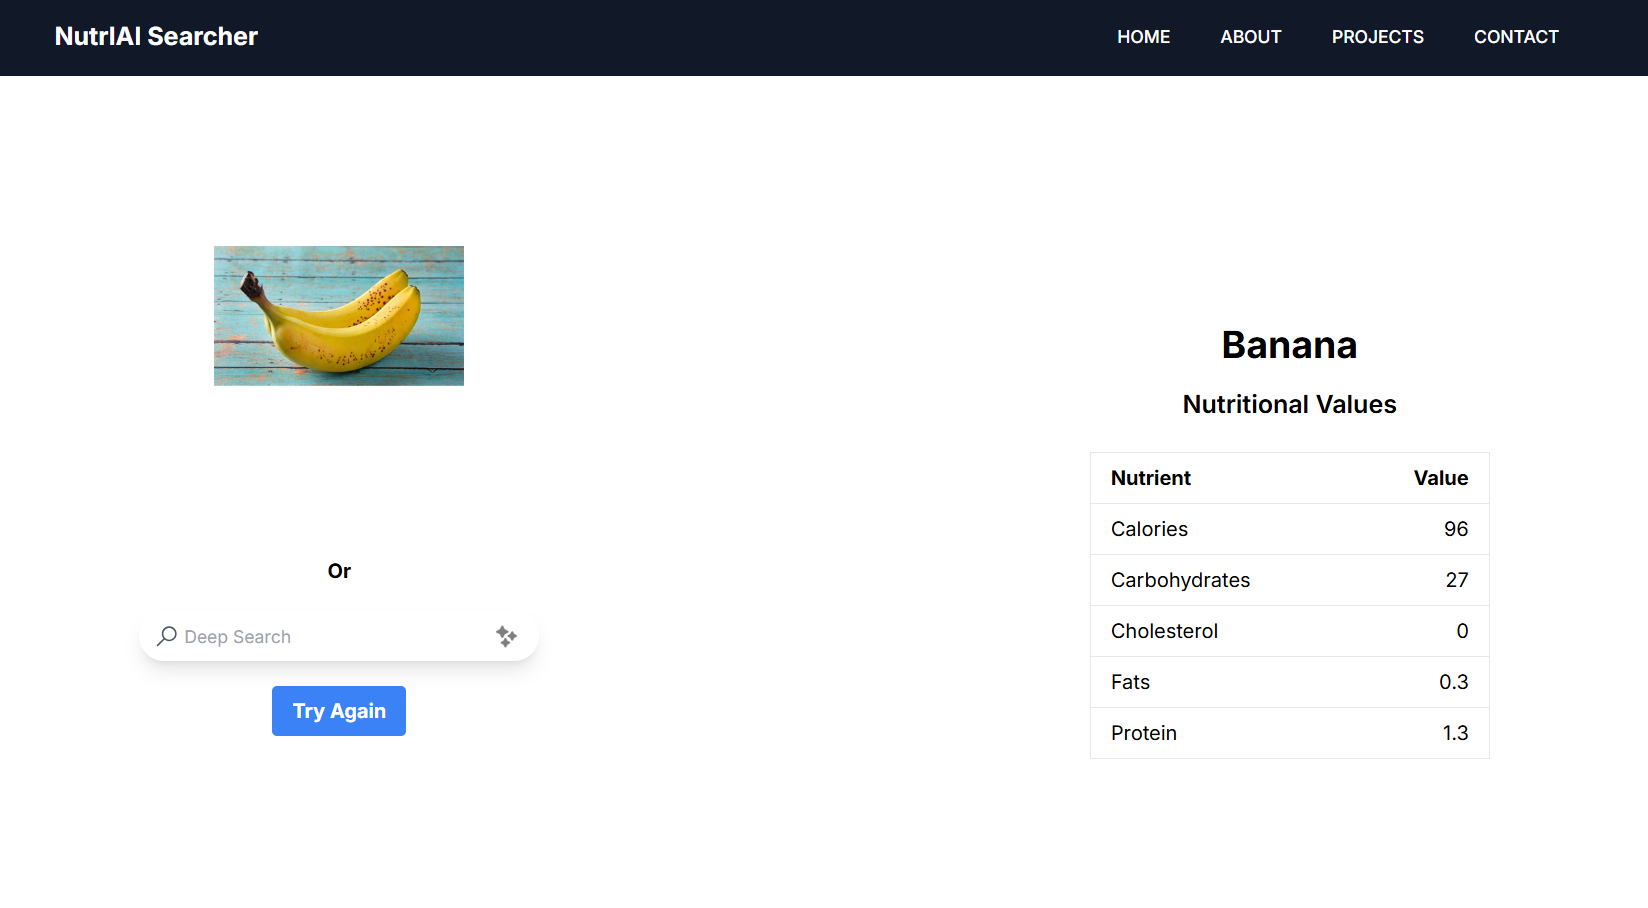 NutrIAI Searcher
HOME ABOUT PROJECTS CONTACT
Or
Deep Search
Try Again
Banana
Nutritional Values
Nutrient Value
Calories 96
Carbohydrates 27
Cholesterol 0
Fats 0.3
Protein 1.3